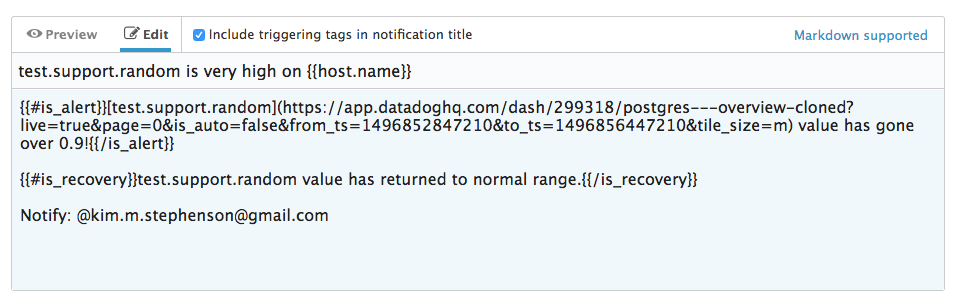 Preview Edit Include triggering tags in notification title Markdown supported
test.support.random is very high on {{host.name}}
{{#is_alert}}[test.support.random](https://app.datadoghq.com/dash/299318/postgres---overview-cloned?
live=true&page=0&is_auto=false&from_ts=1496852847210&to_ts=1496856447210&tile_size=m) value has gone
over 0.9!{{/is_alert}}
{{#is_recovery}}test.support.random value has returned to normal range.{{/is_recovery}}
Notify: @kim.m.stephenson@gmail.com